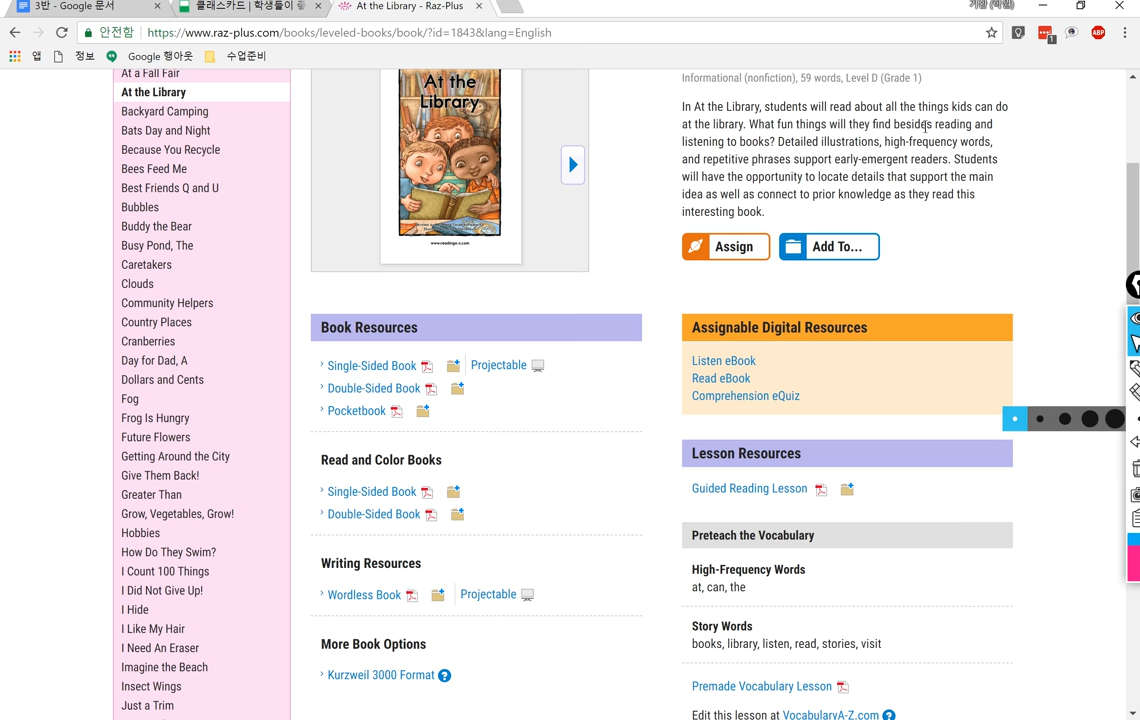 3반 - Google 문서
클래스카드 | 학생들이 좋
At the Library - Raz-Plus
안전함
https://www.raz-plus.com/books/leveled-books/book/?id=1843&lang=English
ABP
1
앱
정보
Google 행아웃
수업준비
At a Fall Fair
At the Library
Backyard Camping
Bats Day and Night
Because You Recycle
Bees Feed Me
Best Friends Q and U
Bubbles
Buddy the Bear
Busy Pond, The
Caretakers
Clouds
Community Helpers
Country Places
Cranberries
Day for Dad, A
Dollars and Cents
Fog
Frog Is Hungry
Future Flowers
Getting Around the City
Give Them Back!
Greater Than
Grow, Vegetables, Grow!
Hobbies
How Do They Swim?
I Count 100 Things
I Did Not Give Up!
I Hide
I Like My Hair
I Need An Eraser
Imagine the Beach
Insect Wings
Just a Trim
At the
Library
www.readinga-z.com
Informational (nonfiction), 59 words, Level D (Grade 1)
In At the Library, students will read about all the things kids can do
at the library. What fun things will they find besides reading and
listening to books? Detailed illustrations, high-frequency words,
and repetitive phrases support early-emergent readers. Students
will have the opportunity to locate details that support the main
idea as well as connect to prior knowledge as they read this
interesting book.
Assign
Add To...
Book Resources
Single-Sided Book
Projectable
Double-Sided Book
Pocketbook
Read and Color Books
Single-Sided Book
Double-Sided Book
Writing Resources
Wordless Book
Projectable
More Book Options
Kurzweil 3000 Format
Assignable Digital Resources
Listen eBook
Read eBook
Comprehension eQuiz
Lesson Resources
Guided Reading Lesson
Preteach the Vocabulary
High-Frequency Words
at, can, the
Story Words
books, library, listen, read, stories, visit
Premade Vocabulary Lesson
Edit this lesson at VocabularyA-Z.com